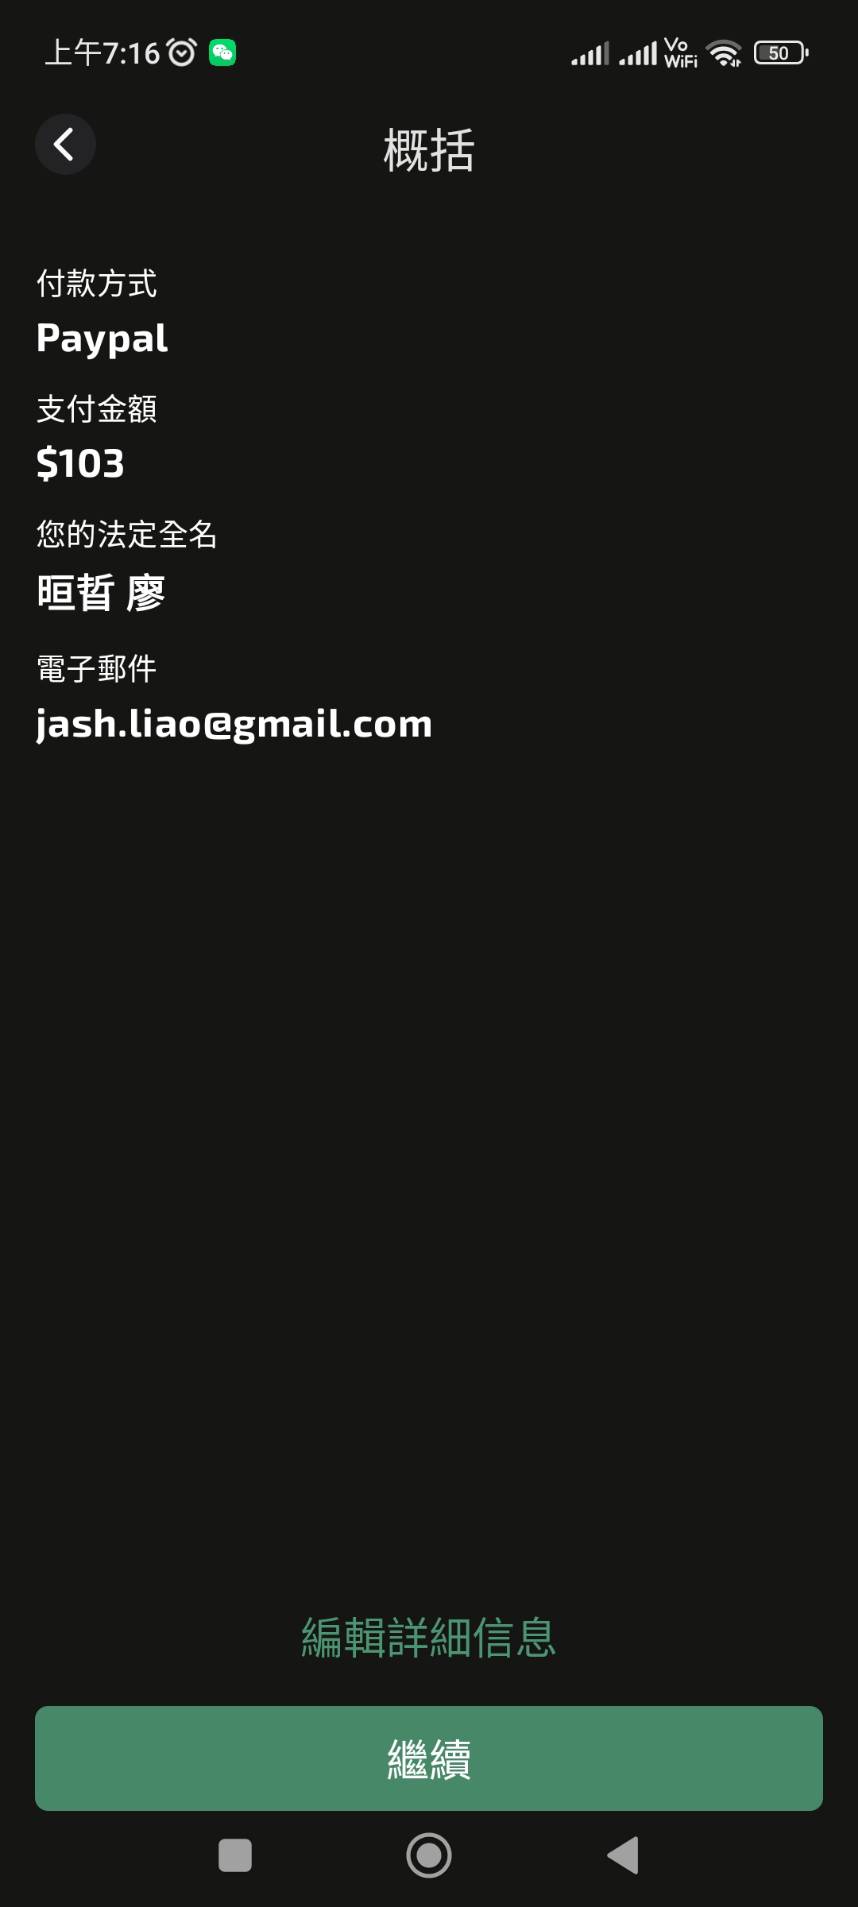 上午7:16
Vo
WiFi
50
概括
付款方式
Paypal
支付金額
$103
您的法定全名
晅哲 廖
電子郵件
jash.liao@gmail.com
編輯詳細信息
繼續